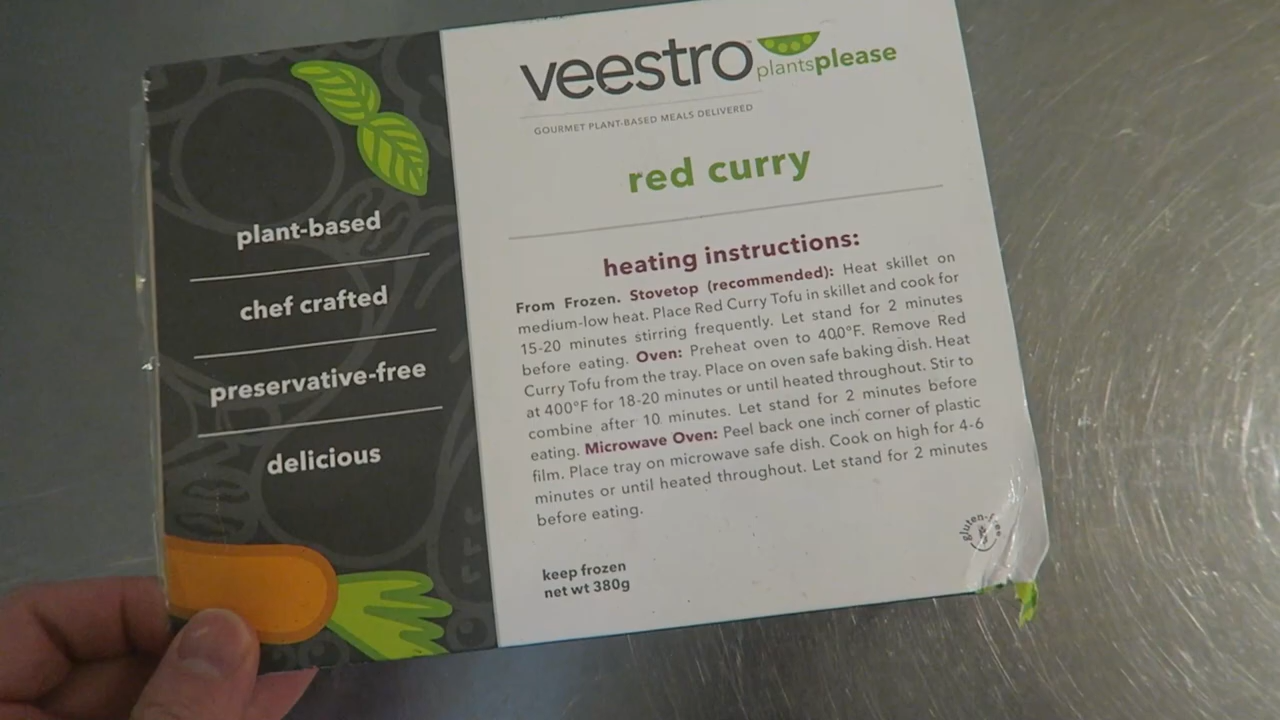 plant-based
chef crafted
preservative-free
delicious
veestro plantsplease
GOURMET PLANT-BASED MEALS DELIVERED
red curry
heating instructions:
From Frozen. Stovetop (recommended): Heat skillet on
medium-low heat. Place Red Curry Tofu in skillet and cook for
15-20 minutes stirring frequently. Let stand for 2 minutes
before eating. Oven: Preheat oven to 400°F. Remove Red
Curry Tofu from the tray. Place on oven safe baking dish. Heat
at 400°F for 18-20 minutes or until heated throughout. Stir to
combine after 10 minutes. Let stand for 2 minutes before
eating. Microwave Oven: Peel back one inch corner of plastic
film. Place tray on microwave safe dish. Cook on high for 4-6
minutes or until heated throughout. Let stand for 2 minutes
before eating.
keep frozen
net wt 380g
gluten-free